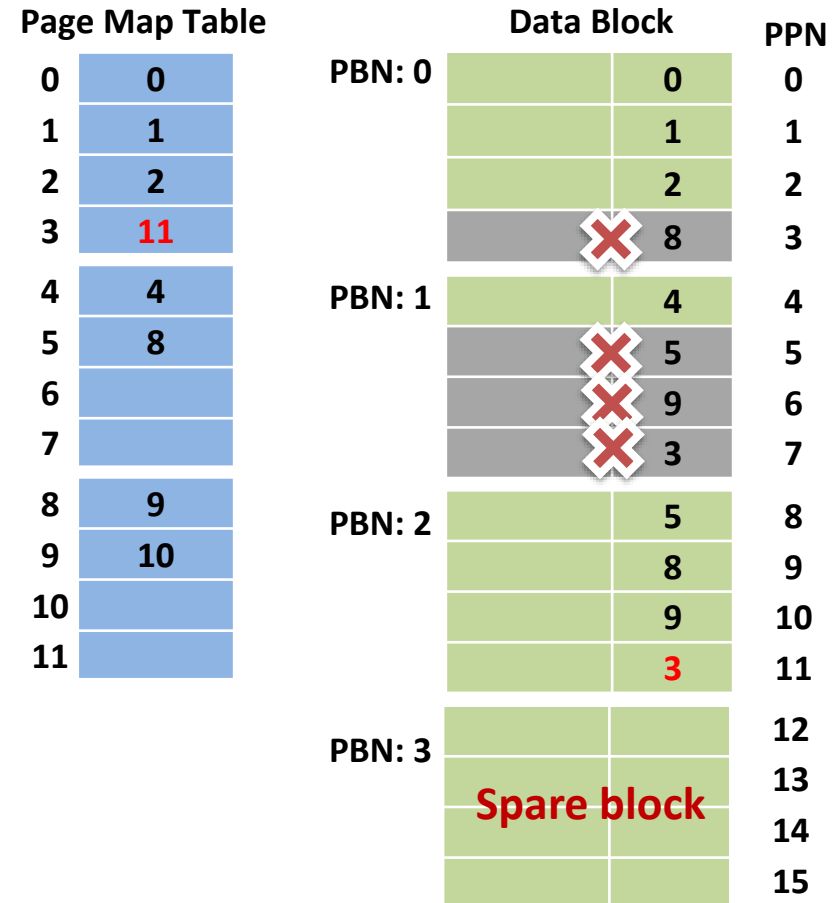 Page Map Table Data Block PPN
0 0 PBN: 0 0 0
1 1 1 1
2 2 2 2
3 11 8 3
4 4 PBN: 1 4 4
5 8 5 5
6 9 6
7 3 7
8 9 PBN: 2 5 8
9 10 8 9
10 9 10
11 3 11
PBN: 3 12
Spare block 13
14
15